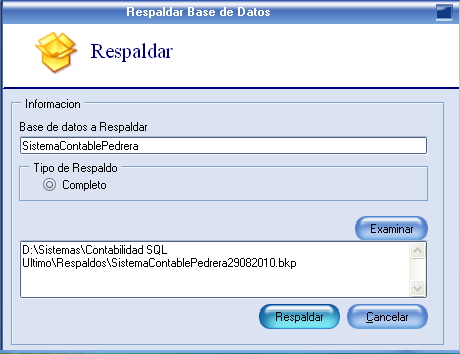 Respaldar Base de Datos
Respaldar
Informacion
Base de datos a Respaldar
SistemaContablePedrera
Tipo de Respaldo
Completo
Examinar
D:\Sistemas\Contabilidad SQL
Ultimo\Respaldos\SistemaContablePedrera29082010.bkp
Respaldar
Cancelar